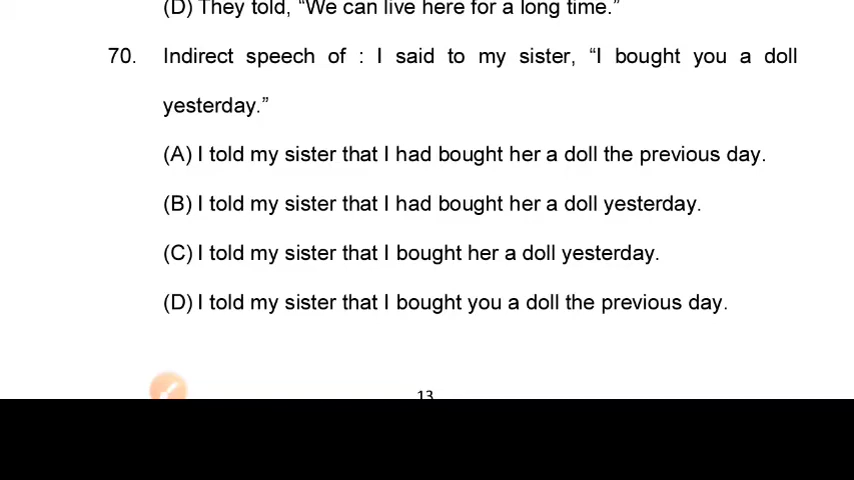 (D) They told, “We can live here for a long time.”
70. Indirect speech of : I said to my sister, “I bought you a doll
yesterday.”
(A) I told my sister that I had bought her a doll the previous day.
(B) I told my sister that I had bought her a doll yesterday.
(C) I told my sister that I bought her a doll yesterday.
(D) I told my sister that I bought you a doll the previous day.
13